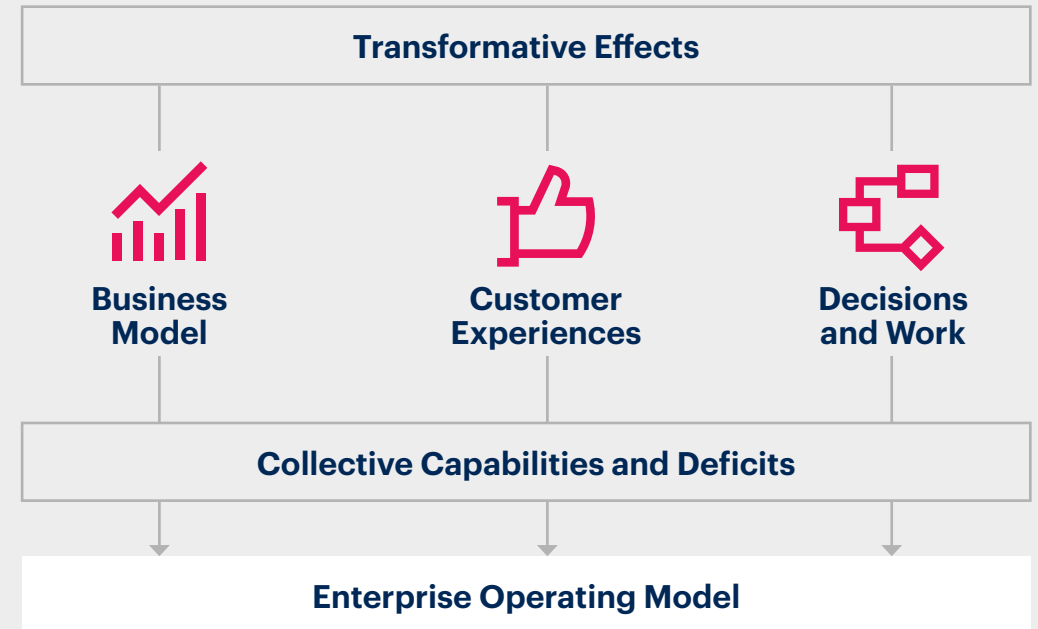 Transformative Effects
Business
Model
Customer
Experiences
Decisions
and Work
Collective Capabilities and Deficits
Enterprise Operating Model